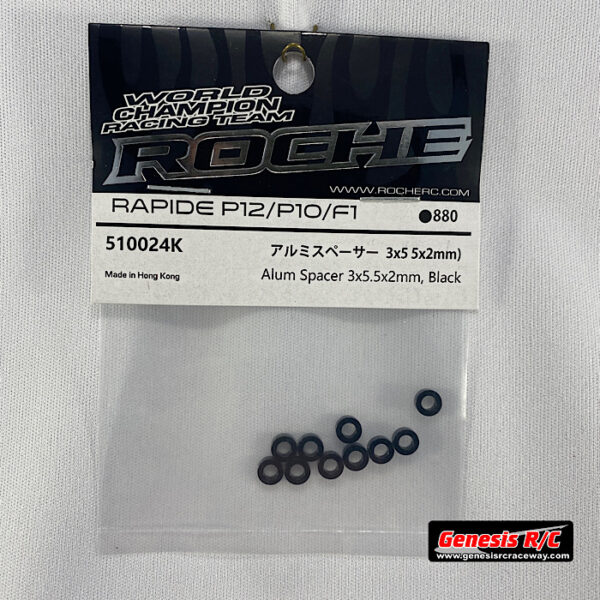 WORLD
CHAMPION
RACING TEAM
ROCHE
WWW.ROCHERC.COM
RAPIDE P12/P10/F1 ●880
510024K アルミスペーサー 3x5 5x2mm)
Made in Hong Kong Alum Spacer 3x5.5x2mm, Black
Genesis R/C
www.genesisrcraceway.com